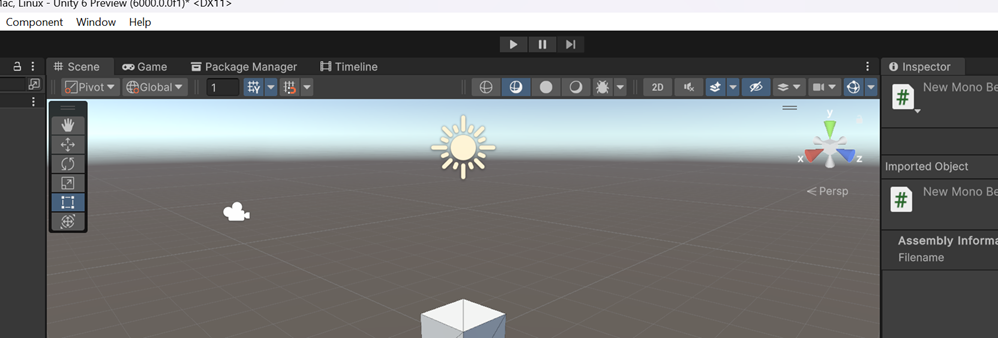 Mac, Linux - Unity 6 Preview (6000.0.0f1)* <DX11>
Component Window Help
Scene Game Package Manager Timeline Inspector
Pivot Global 1 2D
New Mono Be
#
y
x z
Imported Object
Persp
New Mono Be
#
Assembly Informa
Filename